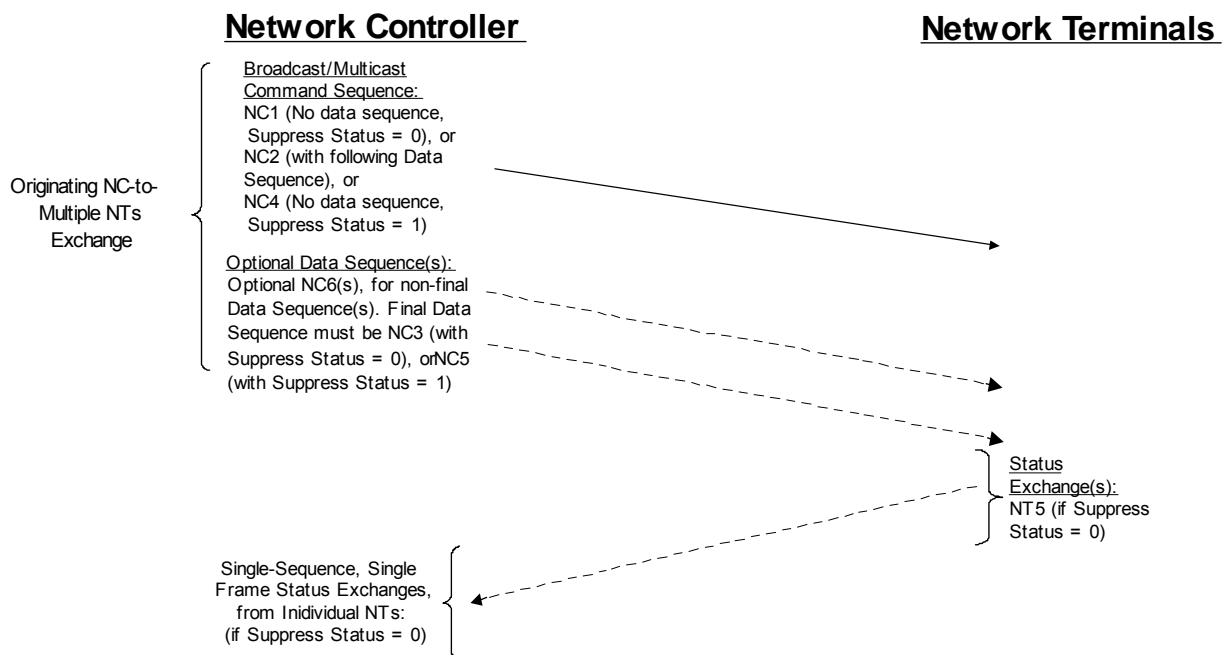 Network Controller
Network Terminals
Broadcast/Multicast
Command Sequence:
NC1 (No data sequence,
Suppress Status = 0), or
NC2 (with following Data
Sequence), or
NC4 (No data sequence,
Suppress Status = 1)
Originating NC-to-
Multiple NTs
Exchange
Optional Data Sequence(s):
Optional NC6(s), for non-final
Data Sequence(s). Final Data
Sequence must be NC3 (with
Suppress Status = 0), orNC5
(with Suppress Status = 1)
Status
Exchange(s):
NT5 (if Suppress
Status = 0)
Single-Sequence, Single
Frame Status Exchanges,
from Inidividual NTs:
(if Suppress Status = 0)